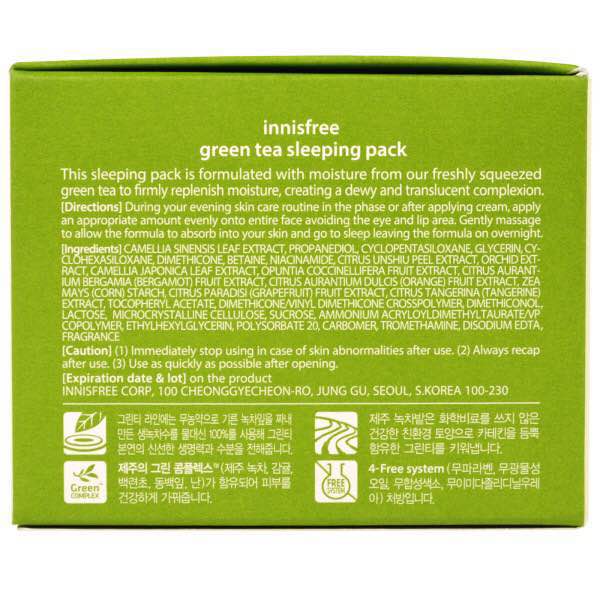 innisfree
green tea sleeping pack
This sleeping pack is formulated with moisture from our freshly squeezed
green tea to firmly replenish moisture, creating a dewy and translucent complexion.
[Directions] During your evening skin care routine in the phase or after applying cream, apply
an appropriate amount evenly onto entire face avoiding the eye and lip area. Gently massage
to allow the formula to absorb into your skin and go to sleep leaving the formula on overnight.
[Ingredients] CAMELLIA SINENSIS LEAF EXTRACT, PROPANEDIOL, CYCLOPENTASILOXANE, GLYCERIN, CY-
CLOHEXASILOXANE, DIMETHICONE, BETAINE, NIACINAMIDE, CITRUS UNSHIU PEEL EXTRACT, ORCHID EXT-
RACT, CAMELLIA JAPONICA LEAF EXTRACT, OPUNTIA COCCINELLIFERA FRUIT EXTRACT, CITRUS AURANT-
IUM BERGAMIA (BERGAMOT) FRUIT EXTRACT, CITRUS AURANTIUM DULCIS (ORANGE) FRUIT EXTRACT, ZEA
MAYS (CORN) STARCH, CITRUS PARADISI (GRAPEFRUIT) FRUIT EXTRACT, CITRUS TANGERINA (TANGERINE)
EXTRACT, TOCOPHERYL ACETATE, DIMETHICONE/VINYL DIMETHICONE CROSSPOLYMER, DIMETHICONOL,
LACTOSE, MICROCRYSTALLINE CELLULOSE, SUCROSE, AMMONIUM ACRYLOYLDIMETHYLTAURATE/VP
COPOLYMER, ETHYLHEXYLGLYCERIN, POLYSORBATE 20, CARBOMER, TROMETHAMINE, DISODIUM EDTA,
FRAGRANCE
[Caution] (1) Immediately stop using in case of skin abnormalities after use. (2) Always recap
after use. (3) Use as quickly as possible after opening.
[Expiration date & lot] on the product
INNISFREE CORP, 100 CHEONGGYECHEON-RO, JUNG GU, SEOUL, S.KOREA 100-230
그린티 라인에는 무농약으로 기른 녹차잎을 짜내
만든 생녹차수를 물대신 100%를 사용해 그린티
본연의 신선한 생명력과 수분을 전해줍니다.
제주 녹차밭은 화학비료를 쓰지 않은
건강한 친환경 토양으로 카테킨을 듬뿍
함유한 그린티를 키워냅니다.
Green™
COMPLEX
제주의 그린 콤플렉스™(제주 녹차, 감귤,
백련초, 동백잎, 난)가 함유되어 피부를
건강하게 가꿔줍니다.
FREE
SYSTEM
4-Free system (무파라벤, 무광물성
오일, 무합성색소, 무이미다졸리디닐우레
아) 처방입니다.